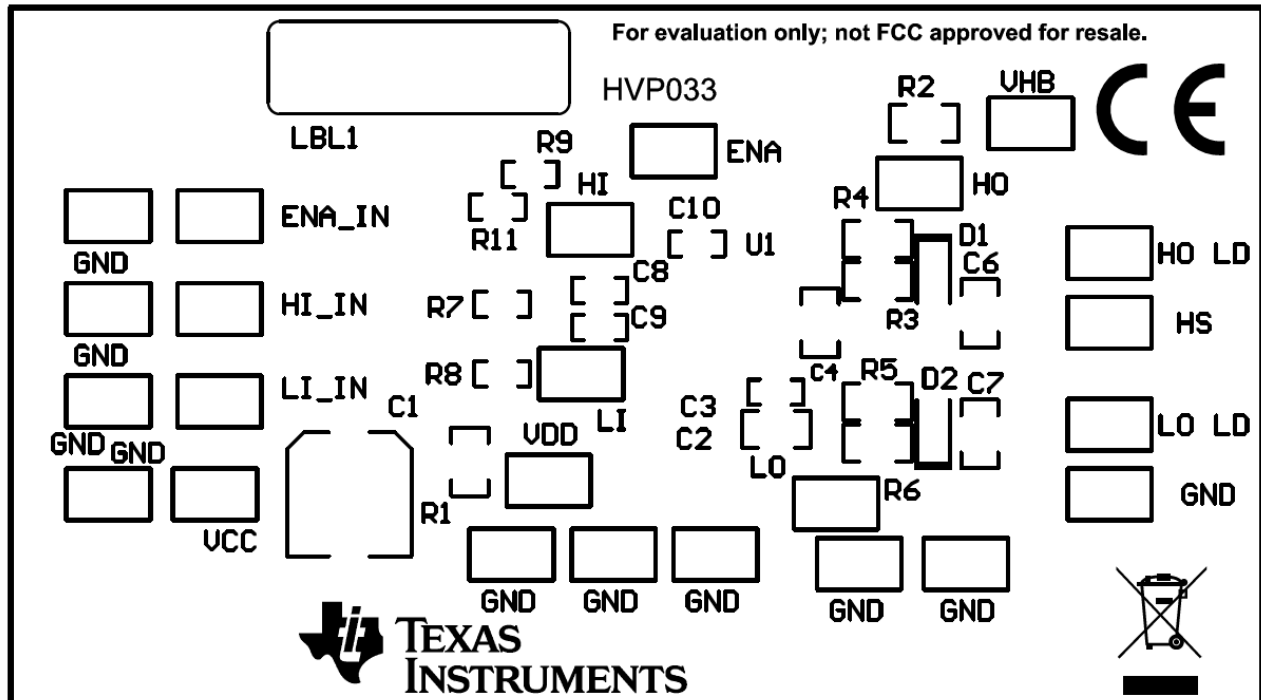 For evaluation only; not FCC approved for resale.
HVP033
LBL1
R2
VHB
R9
ENA
HI
HO
R4
ENA_IN
R11
C10
U1
D1
GND
C8
C6
HO LD
HI_IN
R7
C9
R3
HS
GND
R8
C4
R5
D2
C7
LI_IN
C1
C3
LI
GND
GND
VDD
C2
LO
LO LD
R6
GND
VCC
R1
GND
GND
GND
GND
GND
TEXAS
INSTRUMENTS